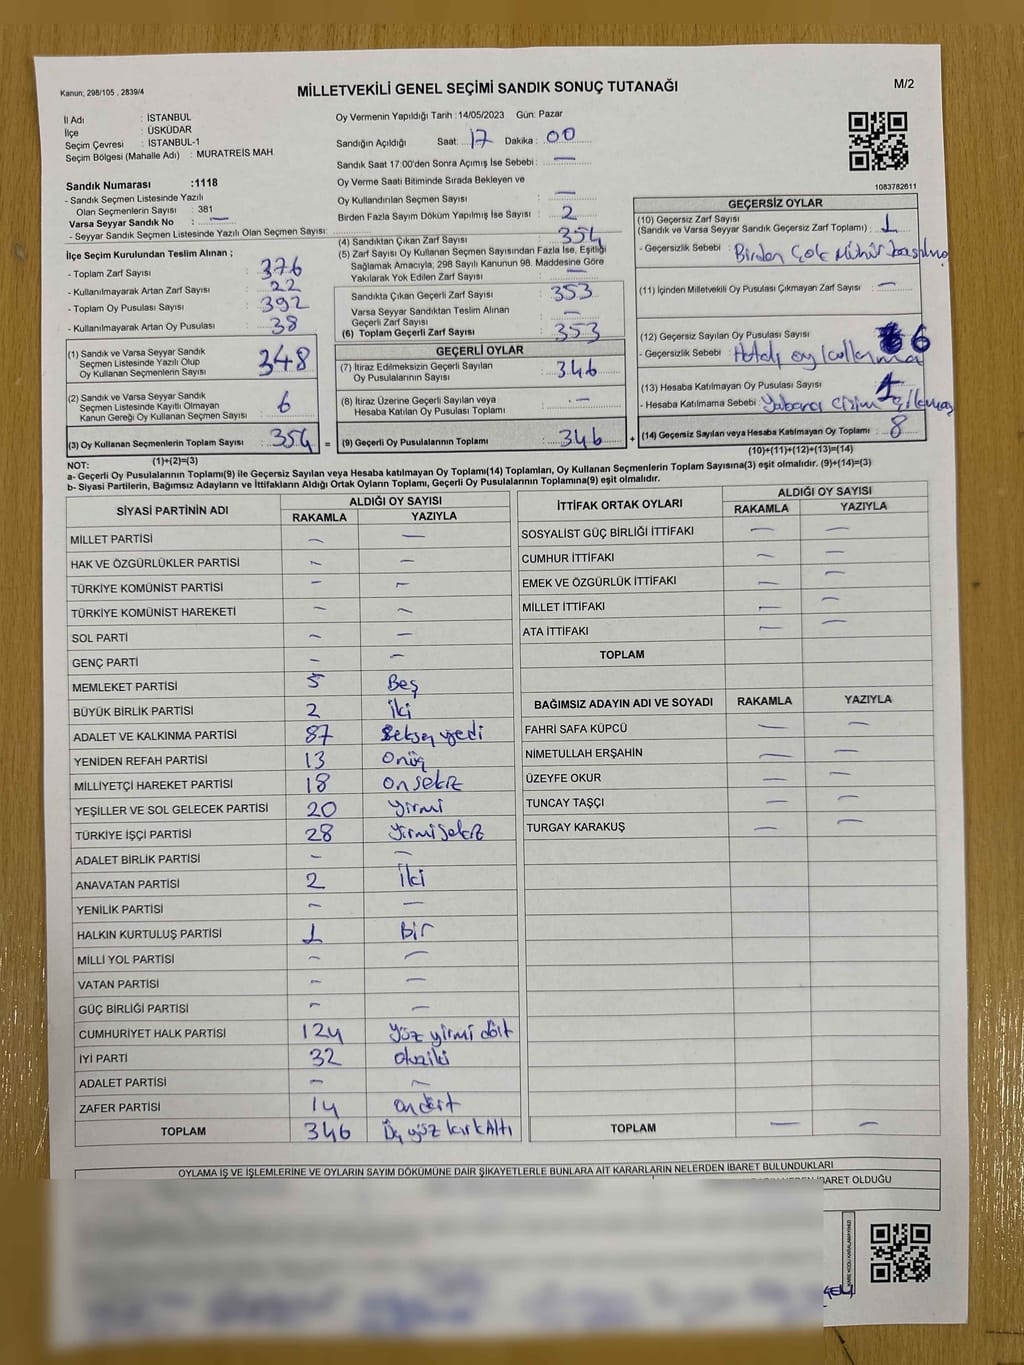 Kanun; 298/105 . 2839/4
MİLLETVEKİLİ GENEL SEÇİMİ SANDIK SONUÇ TUTANAĞI
M/2
İl Adı : İSTANBUL
İlçe : ÜSKÜDAR
Seçim Çevresi : İSTANBUL-1
Seçim Bölgesi (Mahalle Adı) : MURATREİS MAH.
Oy Vermenin Yapıldığı Tarih :14/05/2023 Gün: Pazar
Sandığın Açıldığı Saat: 17 Dakika : 00
Sandık Saat 17:00'den Sonra Açımış İse Sebebi : —
Oy Verme Saati Bitiminde Sırada Bekleyen ve
Oy Kullandırılan Seçmen Sayısı : —
Birden Fazla Sayım Döküm Yapılmış İse Sayısı : 2
1083782611
Sandık Numarası :1118
- Sandık Seçmen Listesinde Yazılı
Olan Seçmenlerin Sayısı : 381
Varsa Seyyar Sandık No : —
- Seyyar Sandık Seçmen Listesinde Yazılı Olan Seçmen Sayısı:
İlçe Seçim Kurulundan Teslim Alınan ;
- Toplam Zarf Sayısı : 376
- Kullanılmayarak Artan Zarf Sayısı : 22
- Toplam Oy Pusulası Sayısı : 392
- Kullanılmayarak Artan Oy Pusulası : 38
(1) Sandık ve Varsa Seyyar Sandık
Seçmen Listesinde Yazılı Olup
Oy Kullanan Seçmenlerin Sayısı : 348
(2) Sandık ve Varsa Seyyar Sandık
Seçmen Listesinde Kayıtlı Olmayan
Kanun Gereği Oy Kullanan Seçmen Sayısı : 6
(3) Oy Kullanan Seçmenlerin Toplam Sayısı : 354 =
(1)+(2)=(3)
(4) Sandıktan Çıkan Zarf Sayısı : 354
(5) Zarf Sayısı Oy Kullanan Seçmen Sayısından Fazla İse, Eşitliği
Sağlamak Amacıyla; 298 Sayılı Kanunun 98. Maddesine Göre
Yakılarak Yok Edilen Zarf Sayısı : —
Sandıkta Çıkan Geçerli Zarf Sayısı : 353
Varsa Seyyar Sandıktan Teslim Alınan
Geçerli Zarf Sayısı : —
(6) Toplam Geçerli Zarf Sayısı : 353
GEÇERLİ OYLAR
(7) İtiraz Edilmeksizin Geçerli Sayılan
Oy Pusulalarının Sayısı : 346
(8) İtiraz Üzerine Geçerli Sayılan veya
Hesaba Katılan Oy Pusulası Toplamı : —
(9) Geçerli Oy Pusulalarının Toplamı : 346 +
GEÇERSİZ OYLAR
(10) Geçersiz Zarf Sayısı
(Sandık ve Varsa Seyyar Sandık Geçersiz Zarf Toplamı) : 1
- Geçersizlik Sebebi : Birden çok mühür basılmış
(11) İçinden Milletvekili Oy Pusulası Çıkmayan Zarf Sayısı : —
(12) Geçersiz Sayılan Oy Pusulası Sayısı : 6
- Geçersizlik Sebebi : Hatalı oy kullanma
(13) Hesaba Katılmayan Oy Pusulası Sayısı : 1
- Hesaba Katılmama Sebebi : Yabancı cizim
(14) Geçersiz Sayılan veya Hesaba Katılmayan Oy Toplamı : 8
(10)+(11)+(12)+(13)=(14)
NOT:
a- Geçerli Oy Pusulalarının Toplamı(9) ile Geçersiz Sayılan veya Hesaba katılmayan Oy Toplamı(14) Toplamları, Oy Kullanan Seçmenlerin Toplam Sayısına(3) eşit olmalıdır. (9)+(14)=(3)
b- Siyasi Partilerin, Bağımsız Adayların ve İttifakların Aldığı Ortak Oyların Toplamı, Geçerli Oy Pusulalarının Toplamına(9) eşit olmalıdır.
SİYASİ PARTİNİN ADI ALDIĞI OY SAYISI
RAKAMLA YAZIYLA
MİLLET PARTİSİ — —
HAK VE ÖZGÜRLÜKLER PARTİSİ — —
TÜRKİYE KOMÜNİST PARTİSİ — —
TÜRKİYE KOMÜNİST HAREKETİ — —
SOL PARTİ — —
GENÇ PARTİ — —
MEMLEKET PARTİSİ 5 Beş
BÜYÜK BİRLİK PARTİSİ 2 İki
ADALET VE KALKINMA PARTİSİ 87 Seksen yedi
YENİDEN REFAH PARTİSİ 13 Onüç
MİLLİYETÇİ HAREKET PARTİSİ 18 on sekiz
YEŞİLLER VE SOL GELECEK PARTİSİ 20 Yirmi
TÜRKİYE İŞÇİ PARTİSİ 28 Yirmi sekiz
ADALET BİRLİK PARTİSİ — —
ANAVATAN PARTİSİ 2 İki
YENİLİK PARTİSİ — —
HALKIN KURTULUŞ PARTİSİ 1 Bir
MİLLİ YOL PARTİSİ — —
VATAN PARTİSİ — —
GÜÇ BİRLİĞİ PARTİSİ — —
CUMHURİYET HALK PARTİSİ 124 Yüz yirmi dört
İYİ PARTİ 32 otuziki
ADALET PARTİSİ — —
ZAFER PARTİSİ 14 on dört
TOPLAM 346 Üç yüz kırk Altı
İTTİFAK ORTAK OYLARI ALDIĞI OY SAYISI
RAKAMLA YAZIYLA
SOSYALİST GÜÇ BİRLİĞİ İTTİFAKI — —
CUMHUR İTTİFAKI — —
EMEK VE ÖZGÜRLÜK İTTİFAKI — —
MİLLET İTTİFAKI — —
ATA İTTİFAKI — —
TOPLAM
BAĞIMSIZ ADAYIN ADI VE SOYADI RAKAMLA YAZIYLA
FAHRİ SAFA KÜPCÜ — —
NİMETULLAH ERŞAHİN — —
ÜZEYFE OKUR — —
TUNCAY TAŞÇI — —
TURGAY KARAKUŞ — —
TOPLAM — —
OYLAMA İŞ VE İŞLEMLERİNE VE OYLARIN SAYIM DÖKÜMÜNE DAİR ŞİKAYETLERLE BUNLARA AİT KARARLARIN NELERDEN İBARET BULUNDUKLARI
İBARET OLDUĞU
KARE KODU KARALAMAYINIZ!